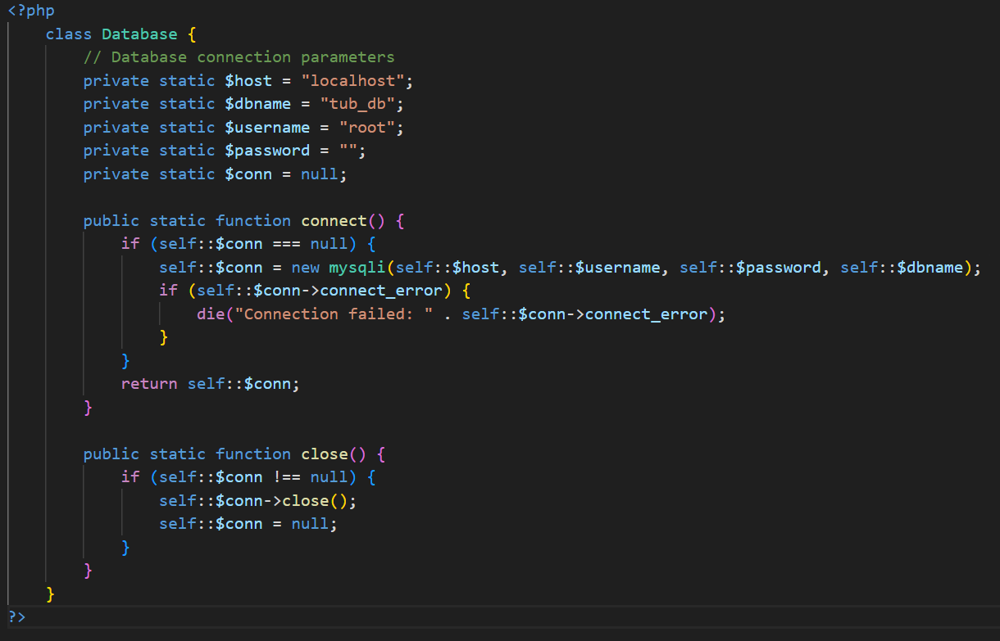 <?php
    class Database {
        // Database connection parameters
        private static $host = "localhost";
        private static $dbname = "tub_db";
        private static $username = "root";
        private static $password = "";
        private static $conn = null;

        public static function connect() {
            if (self::$conn === null) {
                self::$conn = new mysqli(self::$host, self::$username, self::$password, self::$dbname);
                if (self::$conn->connect_error) {
                    die("Connection failed: " . self::$conn->connect_error);
                }
            }
            return self::$conn;
        }

        public static function close() {
            if (self::$conn !== null) {
                self::$conn->close();
                self::$conn = null;
            }
        }
    }
?>